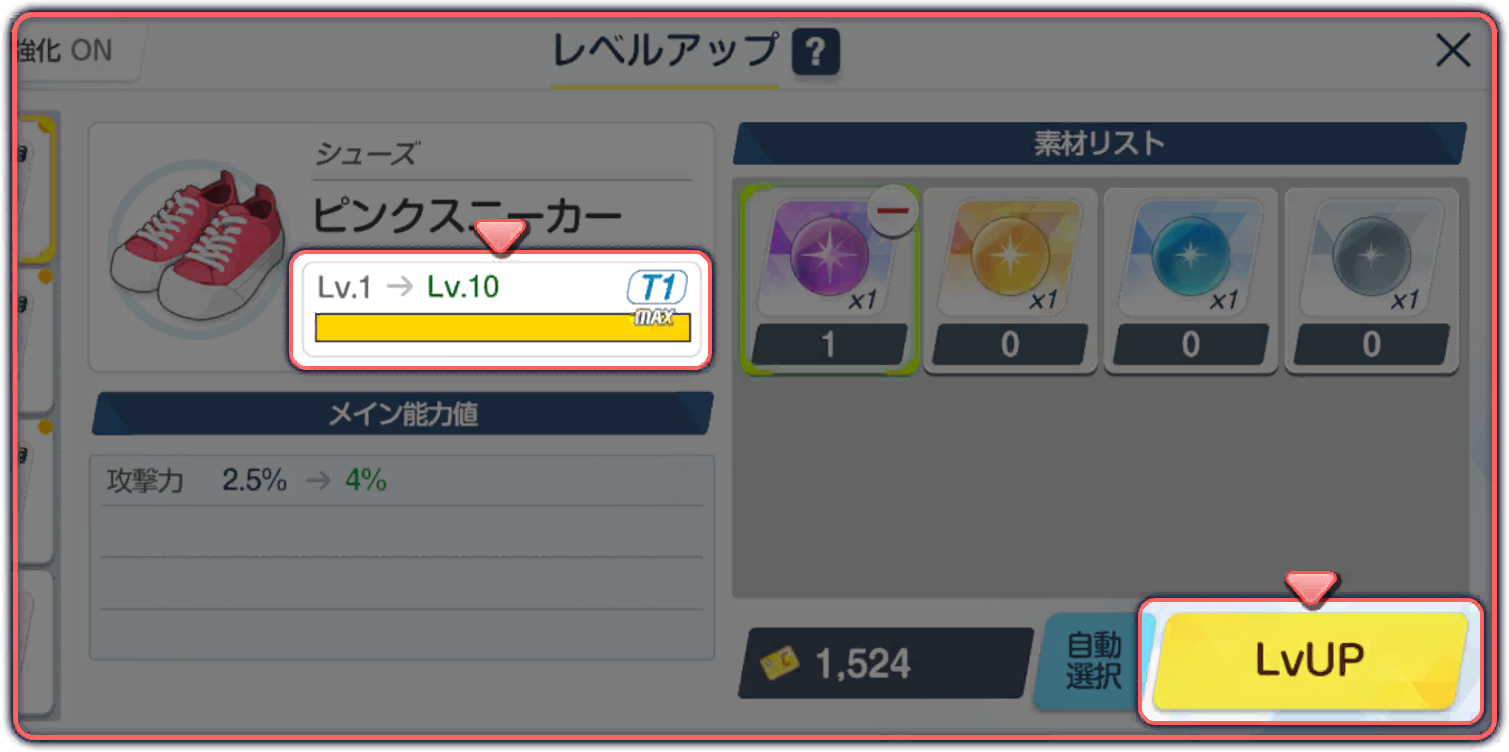 強化 ON
レベルアップ ?
シューズ
ピンクスニーカー
Lv.1 → Lv.10 T1
MAX
メイン能力値
攻撃力 2.5% → 4%
素材リスト
x1 x1 x1 x1
1 0 0 0
1,524
自動
選択
LvUP